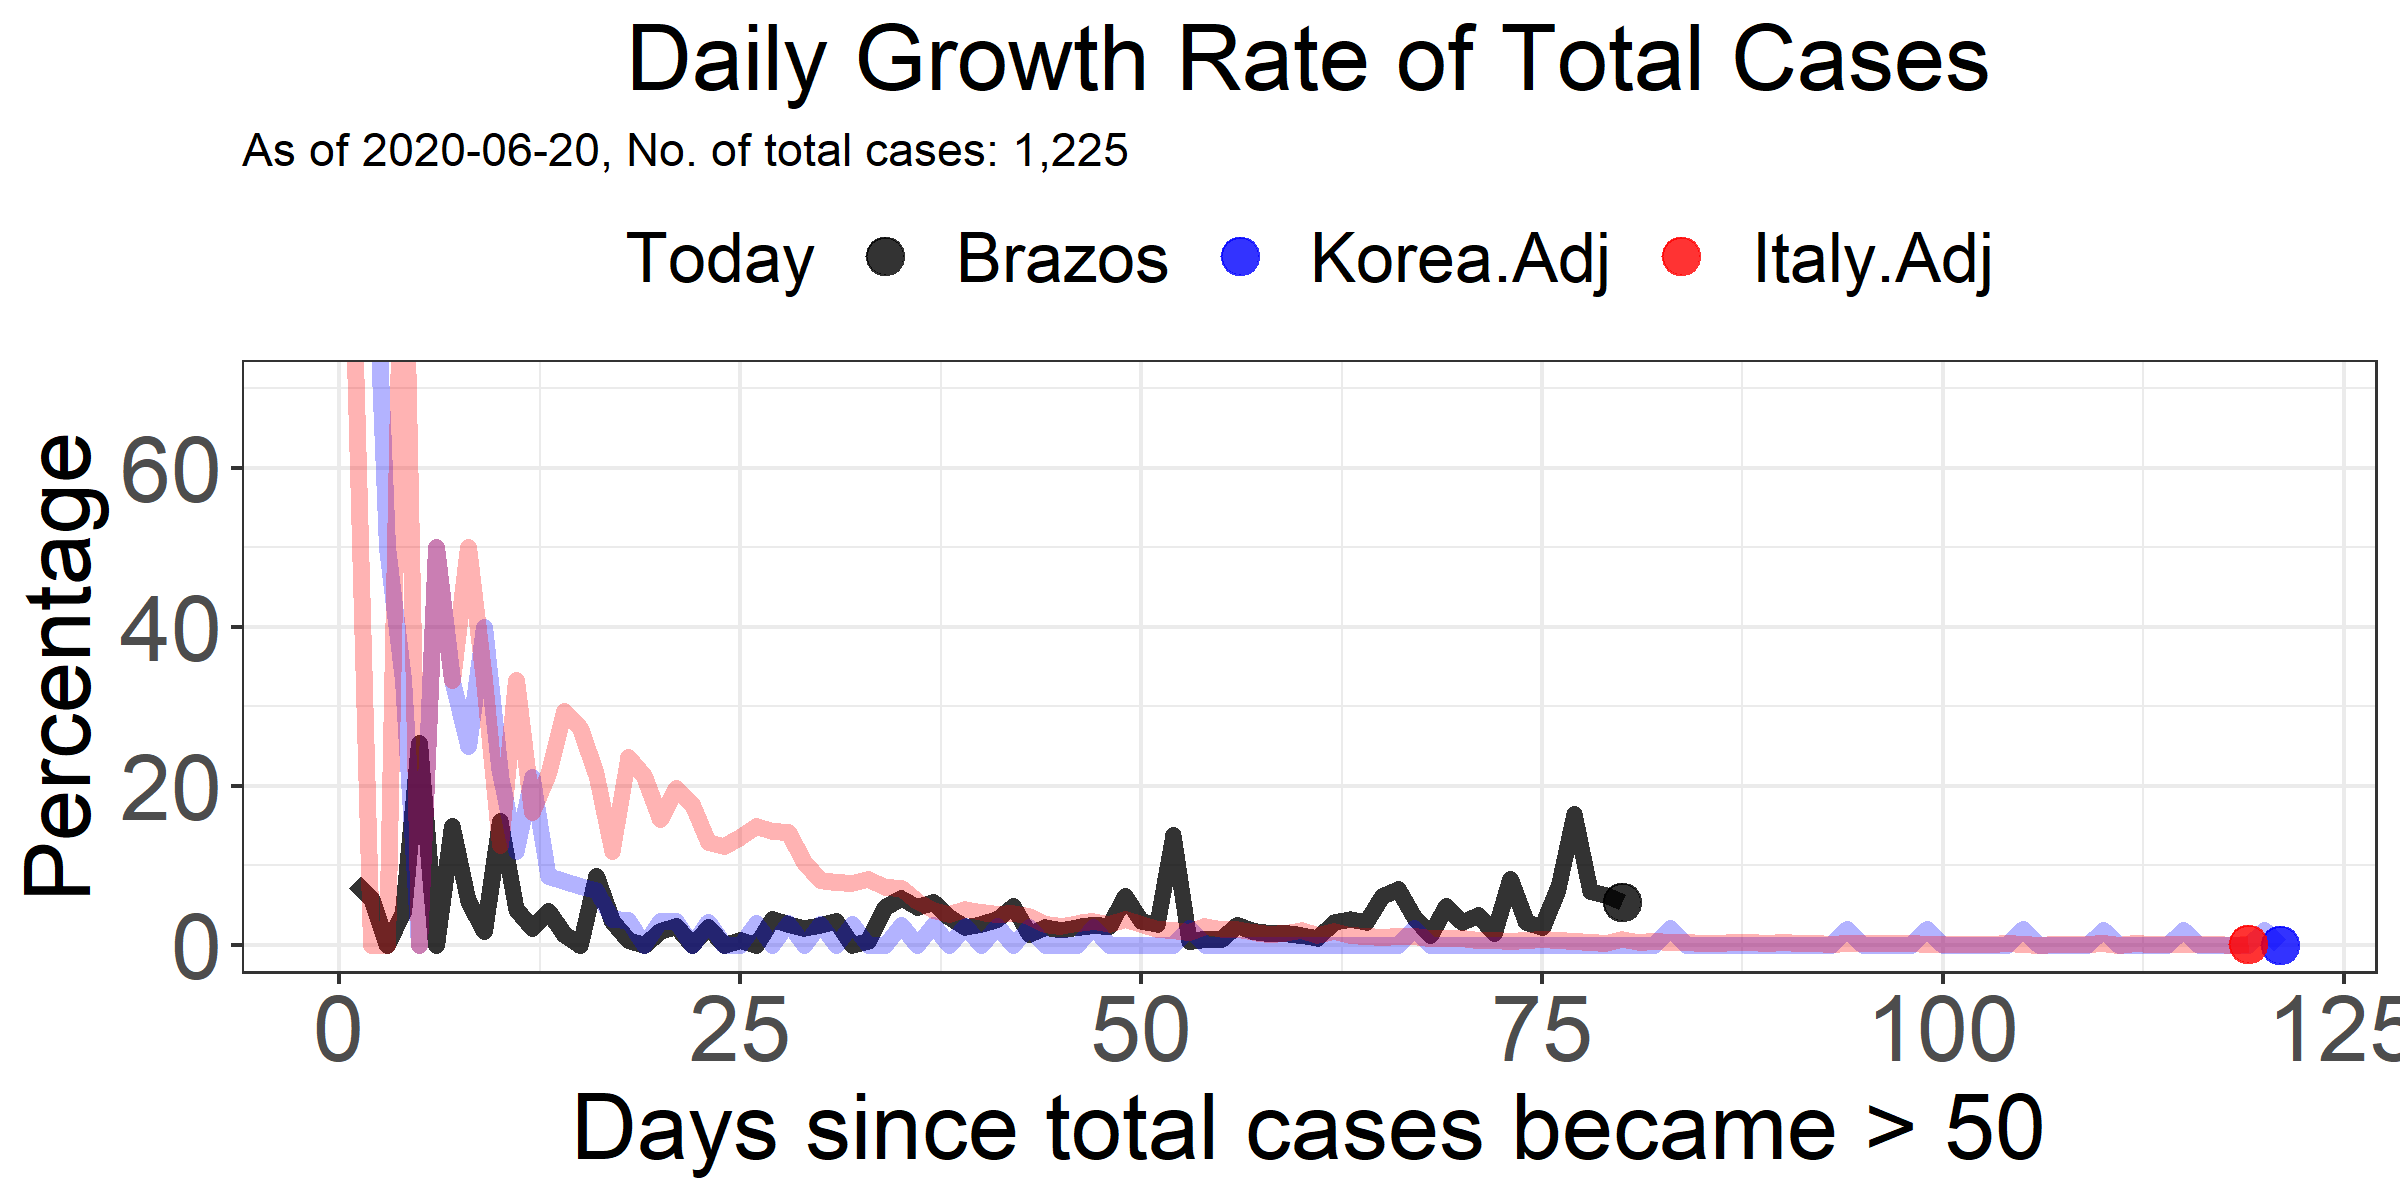 Daily Growth Rate of Total Cases
As of 2020-06-20, No. of total cases: 1,225
Today Brazos Korea.Adj Italy.Adj
Percentage
60
40
20
0
0 25 50 75 100 125
Days since total cases became > 50